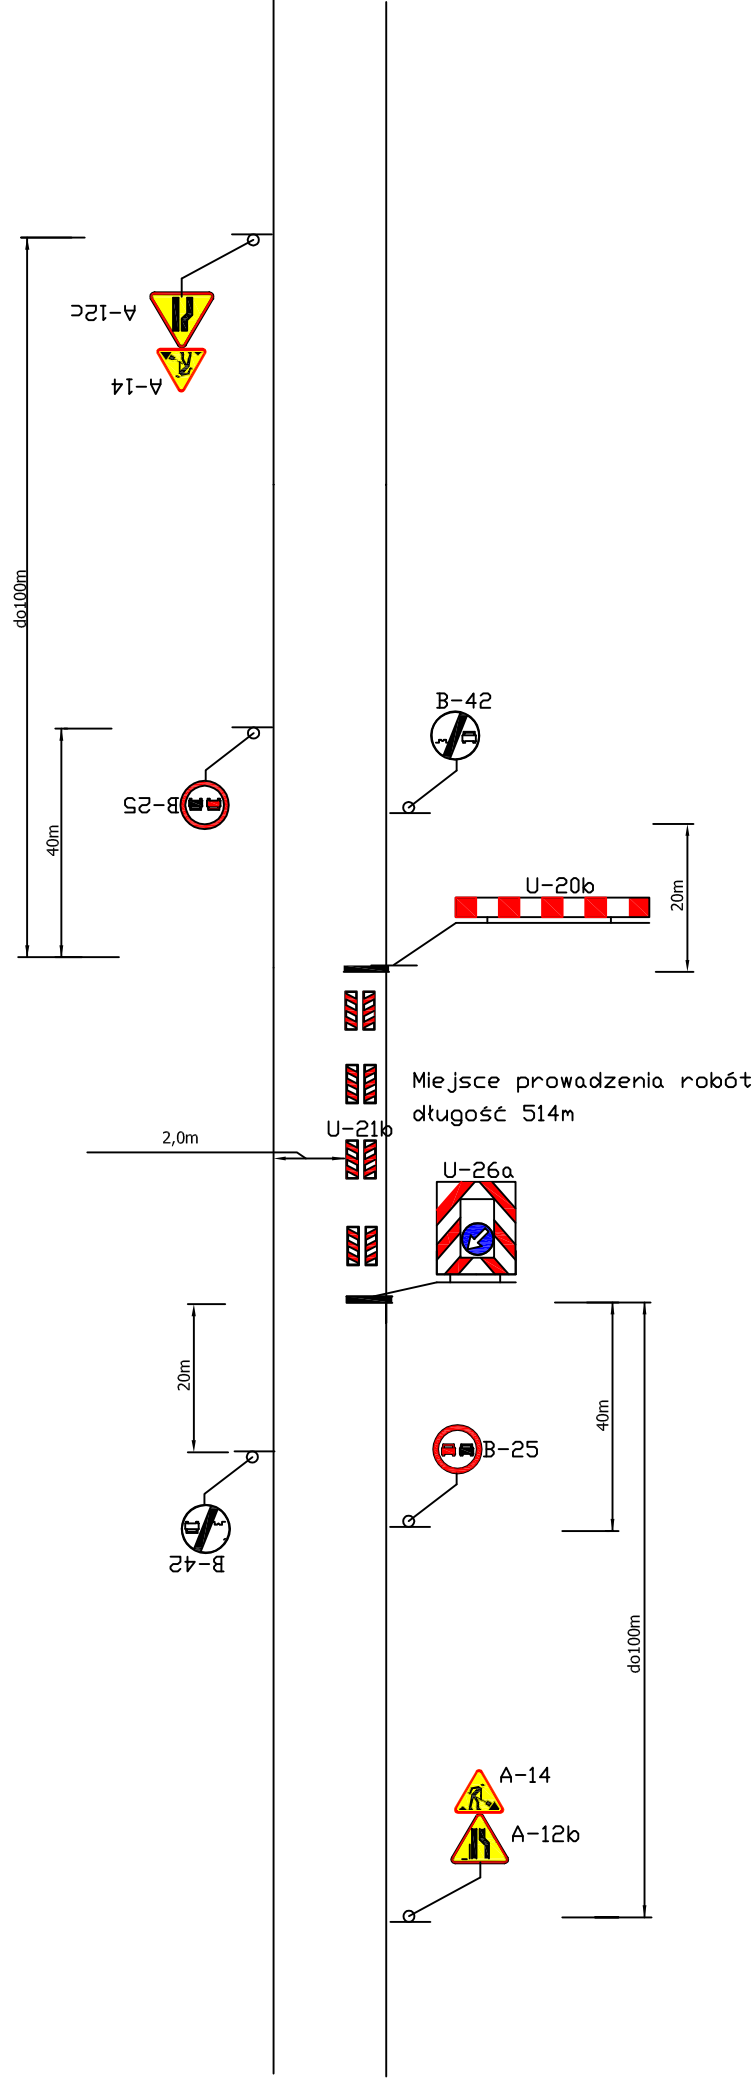 A-12c
A-14
do100m
B-42
B-25
40m
U-20b
20m
Miejsce prowadzenia robót
długość 514m
U-21b
2,0m
U-26a
20m
40m
B-25
B-42
do100m
A-14
A-12b